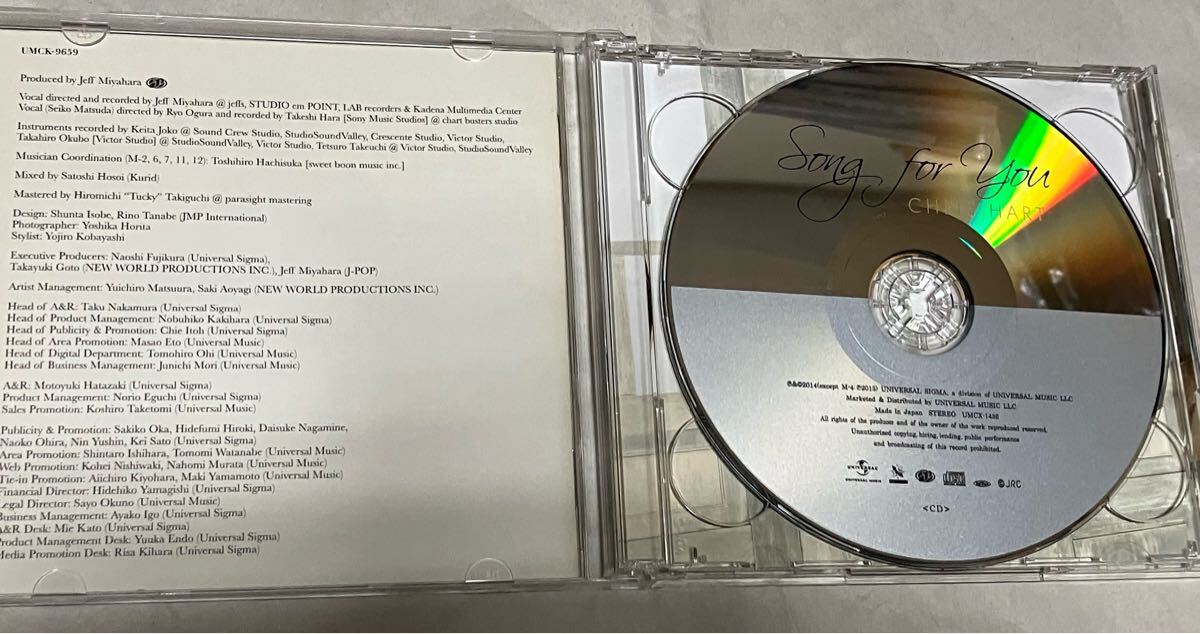 UMCK-9659
Produced by Jeff Miyahara
Vocal directed and recorded by Jeff Miyahara @ jeffs, STUDIO cm POINT, LAB recorders & Kadena Multimedia Center
Vocal (Seiko Matsuda) directed by Ryo Ogura and recorded by Takeshi Hara [Sony Music Studios] @ chart busters studio
Instruments recorded by Keita Joko @ Sound Crew Studio, StudioSoundValley, Crescente Studio, Victor Studio,
Takahiro Okubo [Victor Studio] @ StudioSoundValley, Victor Studio, Tetsuro Takeuchi @ Victor Studio, StudioSoundValley
Musician Coordination (M-2, 6, 7, 11, 12): Toshihiro Hachisuka [sweet boon music inc.]
Mixed by Satoshi Hosoi (Kurid)
Mastered by Hiromichi "Tucky" Takiguchi @ parasight mastering
Design: Shunta Isobe, Rino Tanabe (JMP International)
Photographer: Yoshika Horita
Stylist: Yojiro Kobayashi
Executive Producers: Naoshi Fujikura (Universal Sigma),
Takayuki Goto (NEW WORLD PRODUCTIONS INC.), Jeff Miyahara (J-POP)
Artist Management: Yuichiro Matsuura, Saki Aoyagi (NEW WORLD PRODUCTIONS INC.)
Head of A&R: Taku Nakamura (Universal Sigma)
Head of Product Management: Nobuhiko Kakihara (Universal Sigma)
Head of Publicity & Promotion: Chie Itoh (Universal Sigma)
Head of Area Promotion: Masao Eto (Universal Music)
Head of Digital Department: Tomohiro Ohi (Universal Music)
Head of Business Management: Junichi Mori (Universal Music)
A&R: Motoyuki Hatazaki (Universal Sigma)
Product Management: Norio Eguchi (Universal Sigma)
Sales Promotion: Koshiro Taketomi (Universal Music)
Publicity & Promotion: Sakiko Oka, Hidefumi Hiroki, Daisuke Nagamine,
Naoko Ohira, Nin Yushin, Kei Sato (Universal Sigma)
Area Promotion: Shintaro Ishihara, Tomomi Watanabe (Universal Music)
Web Promotion: Kohei Nishiwaki, Nahomi Murata (Universal Sigma)
Tie-in Promotion: Aiichiro Kiyohara, Maki Yamamoto (Universal Music)
Financial Director: Hidehiko Yamagishi (Universal Sigma)
Legal Director: Sayo Okuno (Universal Music)
Business Management: Ayako Igo (Universal Sigma)
A&R Desk: Mie Kato (Universal Sigma)
Product Management Desk: Yuuka Endo (Universal Sigma)
Media Promotion Desk: Risa Kihara (Universal Sigma)
Song for You
CHRIS HART
℗&©2014(except M-4 ℗2013) UNIVERSAL SIGMA, a division of UNIVERSAL MUSIC LLC
Marketed & Distributed by UNIVERSAL MUSIC LLC
Made in Japan STEREO UMCX-1486
All rights of the producer and of the owner of the work reproduced reserved.
Unauthorised copying, hiring, lending, public performance
and broadcasting of this record prohibited.
UNIVERSAL
UNIVERSAL MUSIC
JRC
<CD>